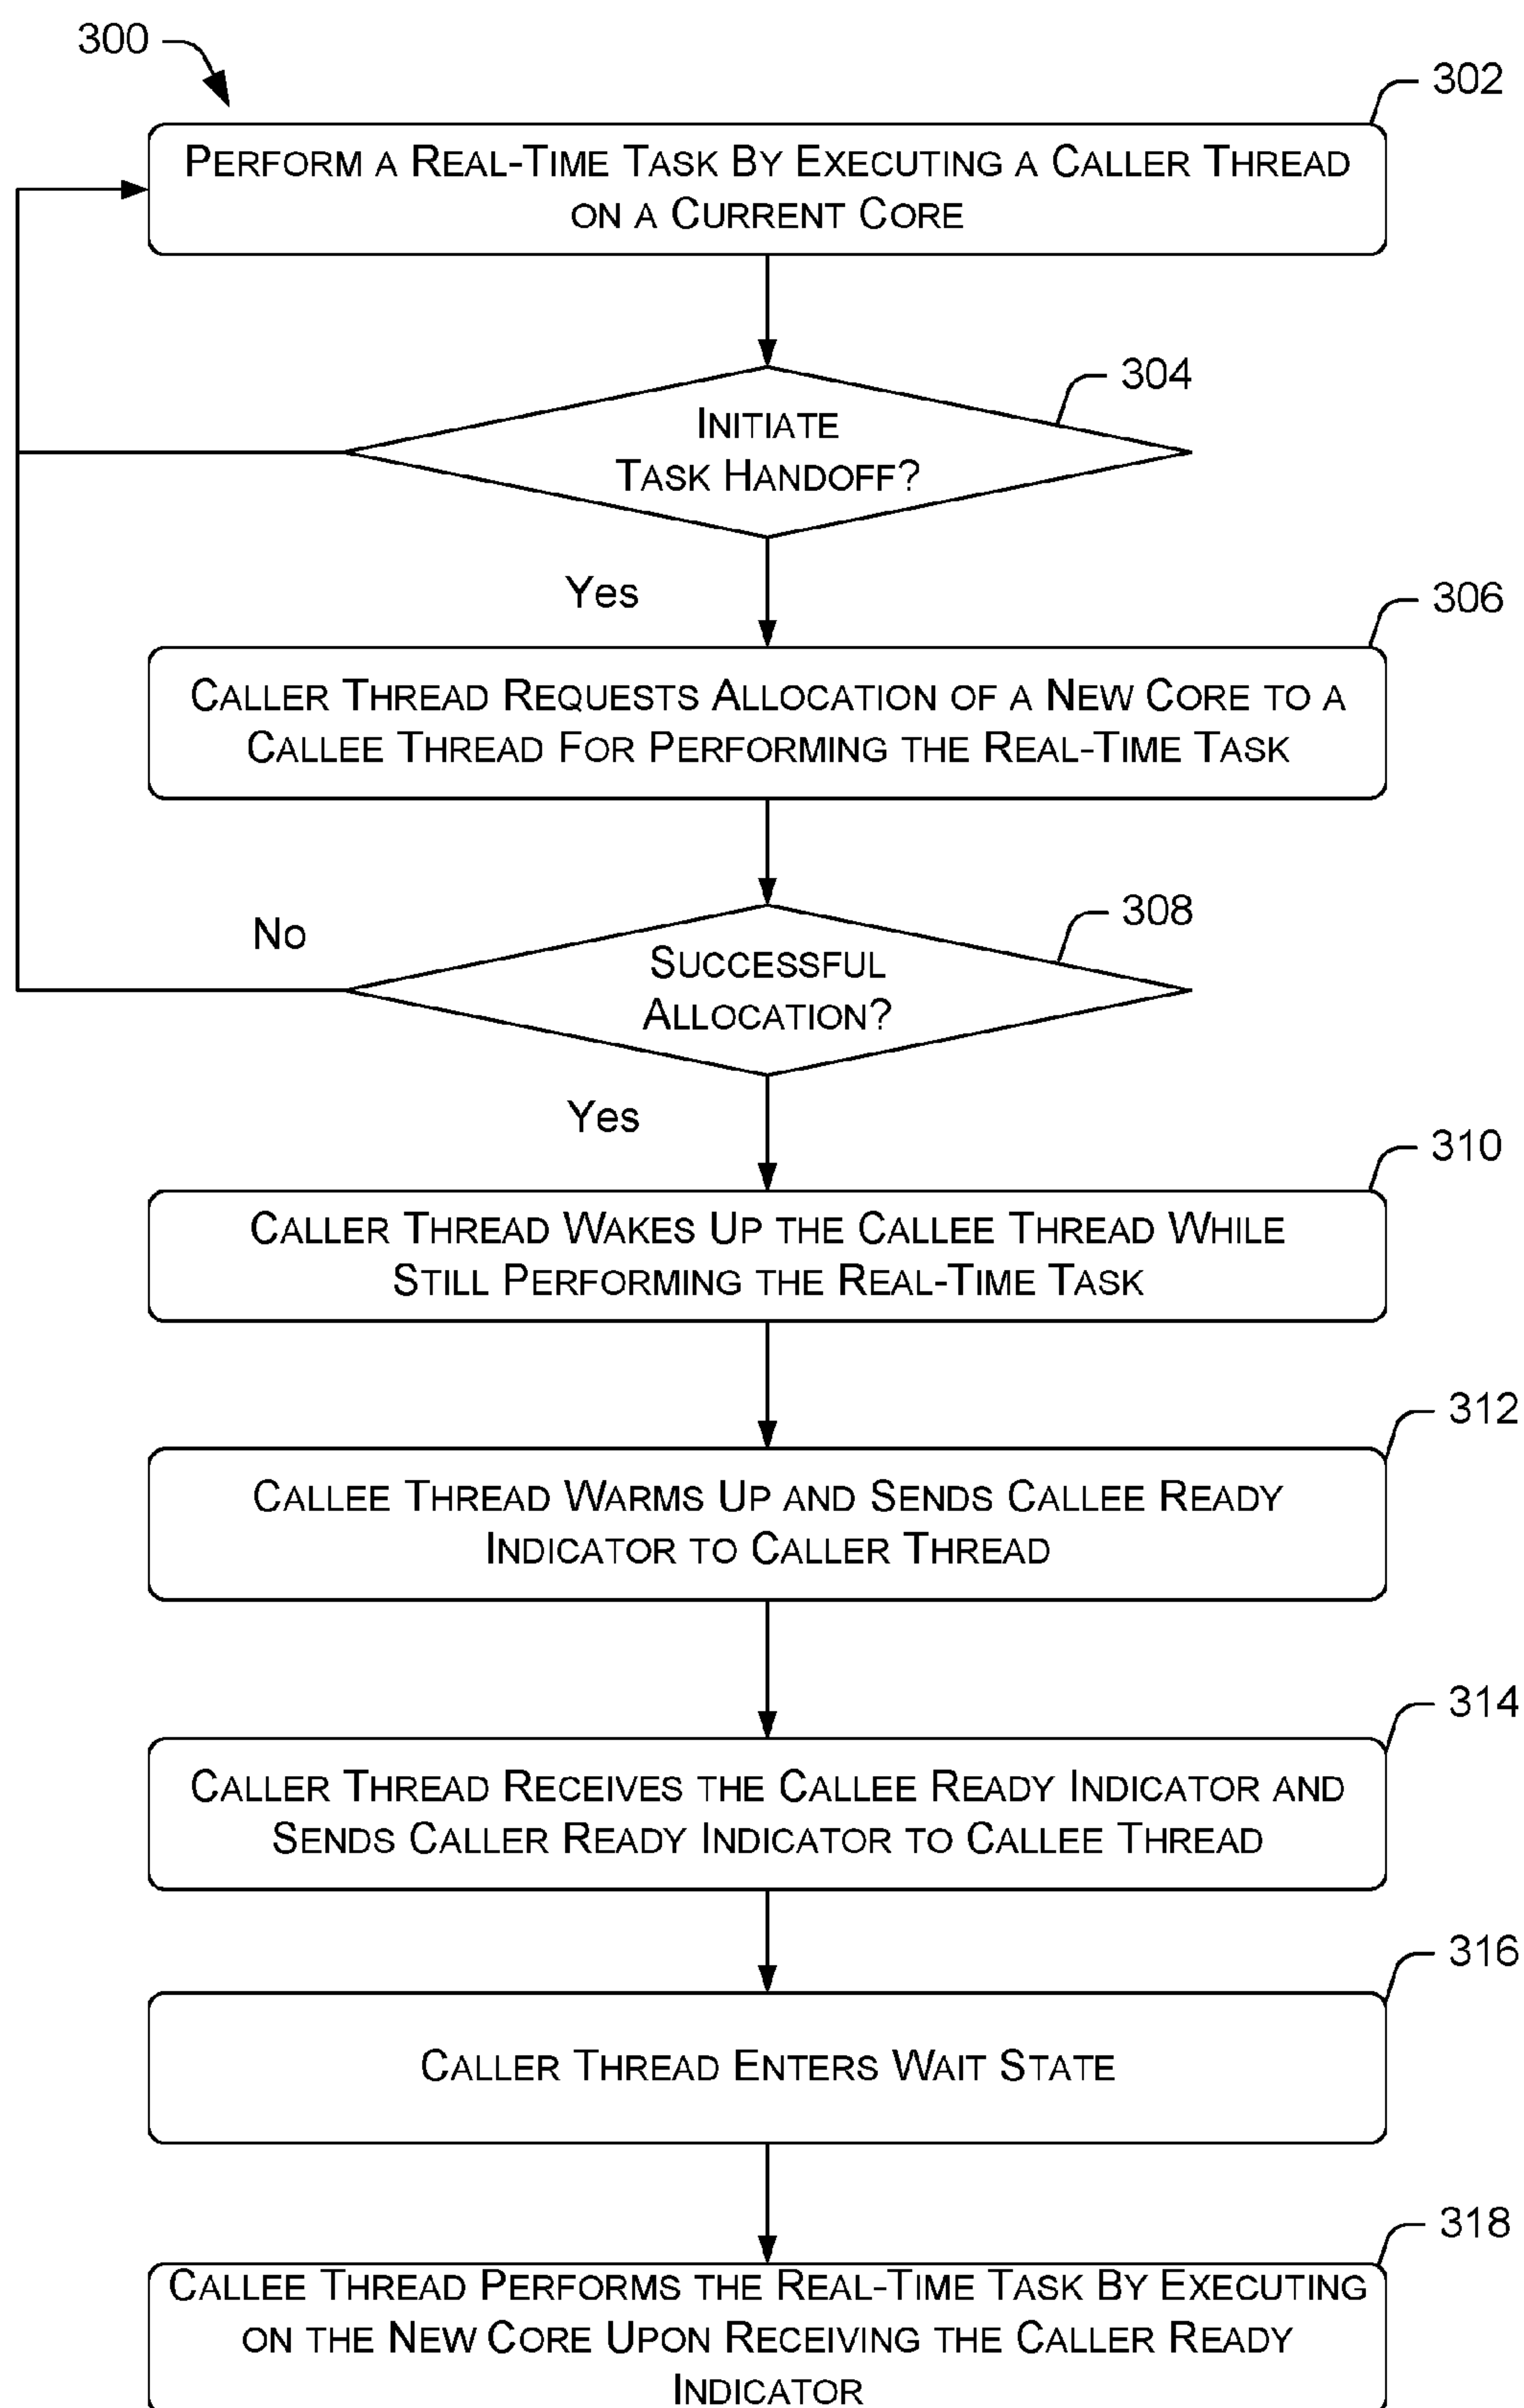 300
302
PERFORM A REAL-TIME TASK BY EXECUTING A CALLER THREAD
ON A CURRENT CORE
304
INITIATE
TASK HANDOFF?
Yes
306
CALLER THREAD REQUESTS ALLOCATION OF A NEW CORE TO A
CALLEE THREAD FOR PERFORMING THE REAL-TIME TASK
308
No
SUCCESSFUL
ALLOCATION?
Yes
310
CALLER THREAD WAKES UP THE CALLEE THREAD WHILE
STILL PERFORMING THE REAL-TIME TASK
312
CALLEE THREAD WARMS UP AND SENDS CALLEE READY
INDICATOR TO CALLER THREAD
314
CALLER THREAD RECEIVES THE CALLEE READY INDICATOR AND
SENDS CALLER READY INDICATOR TO CALLEE THREAD
316
CALLER THREAD ENTERS WAIT STATE
318
CALLEE THREAD PERFORMS THE REAL-TIME TASK BY EXECUTING
ON THE NEW CORE UPON RECEIVING THE CALLER READY
INDICATOR